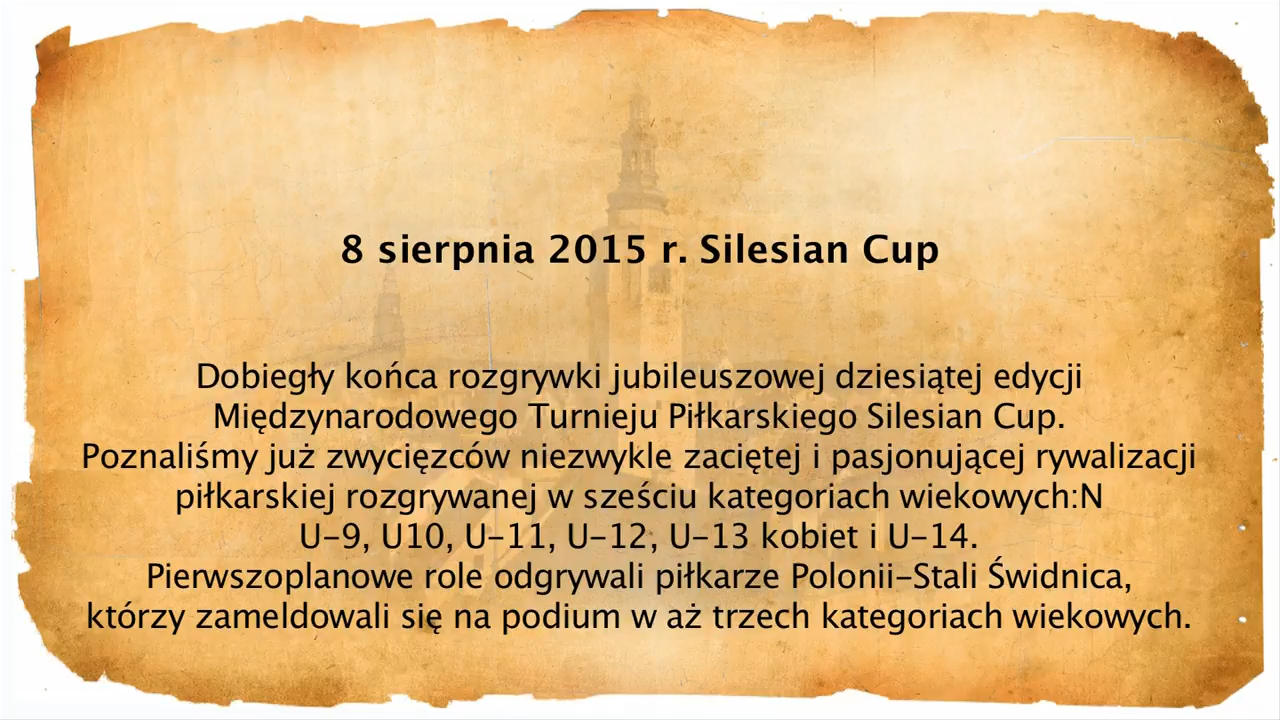 8 sierpnia 2015 r. Silesian Cup
Dobiegły końca rozgrywki jubileuszowej dziesiątej edycji
Międzynarodowego Turnieju Piłkarskiego Silesian Cup.
Poznaliśmy już zwycięzców niezwykle zaciętej i pasjonującej rywalizacji
piłkarskiej rozgrywanej w sześciu kategoriach wiekowych:N
U-9, U10, U-11, U-12, U-13 kobiet i U-14.
Pierwszoplanowe role odgrywali piłkarze Polonii-Stali Świdnica,
którzy zameldowali się na podium w aż trzech kategoriach wiekowych.